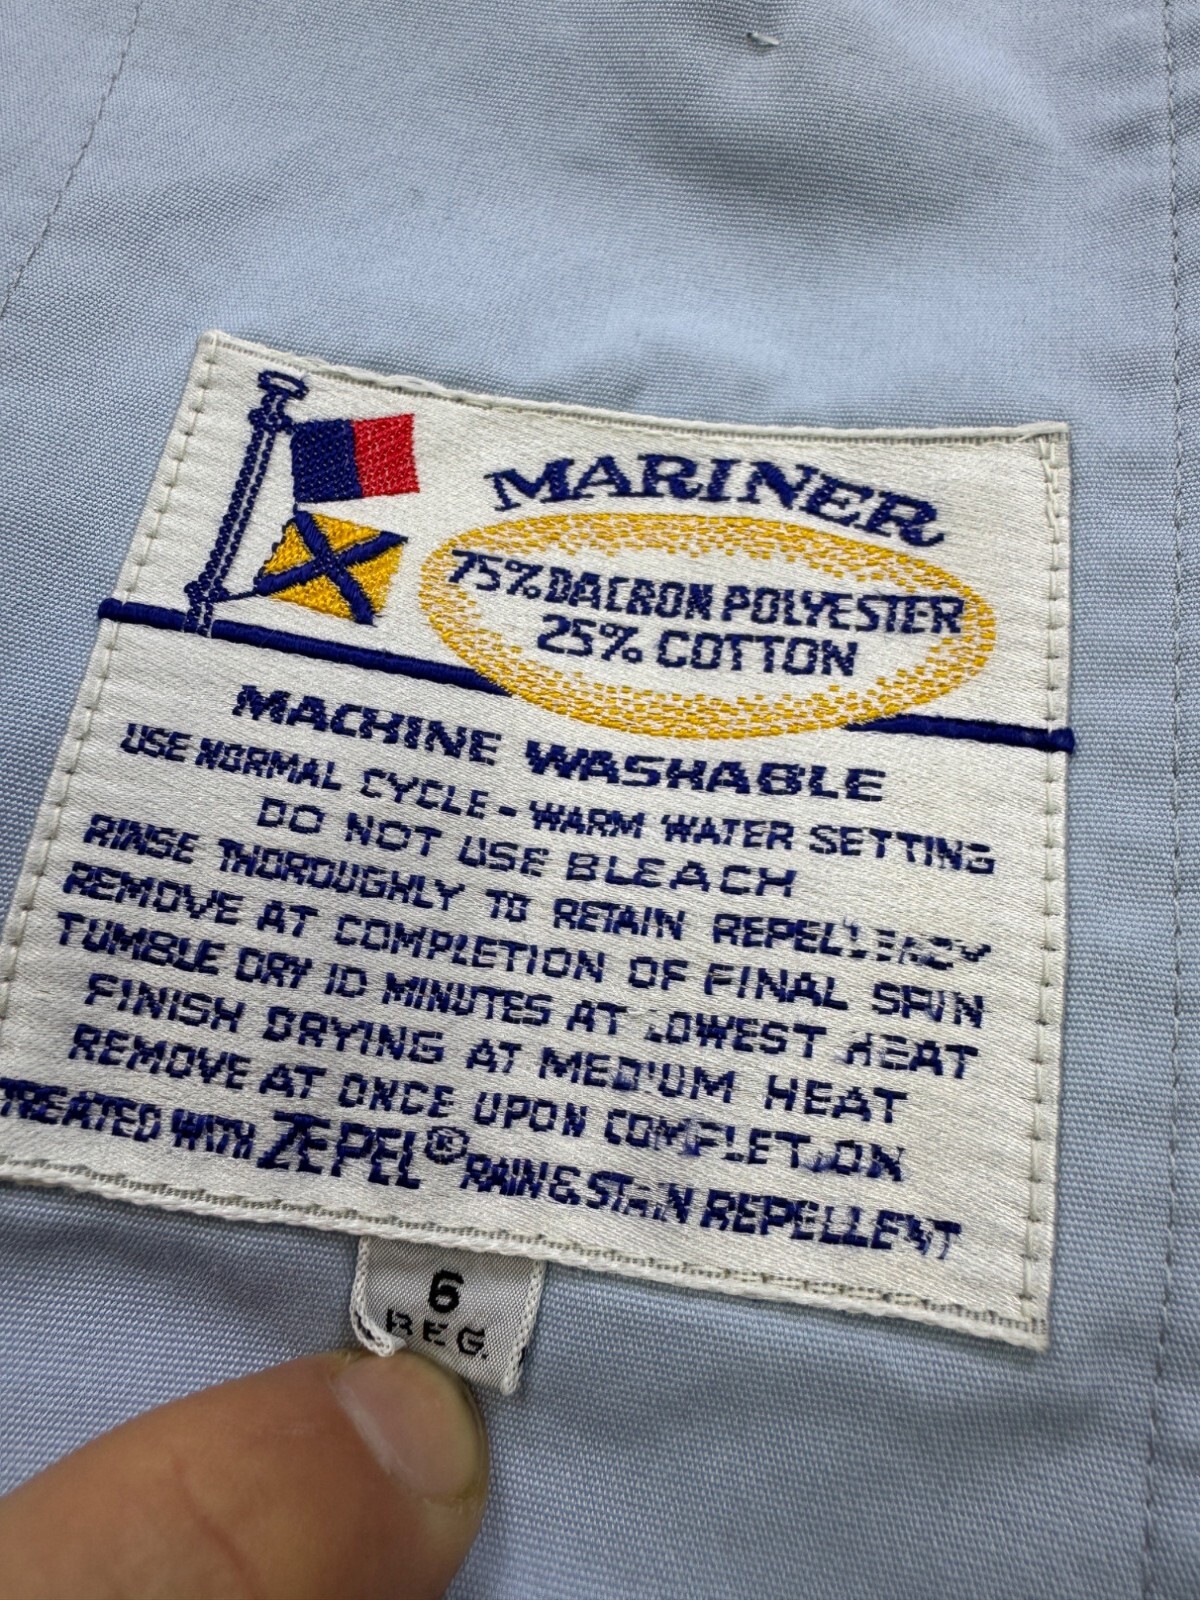 MARINER
75% DACRON POLYESTER
25% COTTON
MACHINE WASHABLE
USE NORMAL CYCLE - WARM WATER SETTING
DO NOT USE BLEACH
RINSE THOROUGHLY TO RETAIN REPELLENCY
REMOVE AT COMPLETION OF FINAL SPIN
TUMBLE DRY 10 MINUTES AT LOWEST HEAT
FINISH DRYING AT MEDIUM HEAT
REMOVE AT ONCE UPON COMPLETION
TREATED WITH ZEPEL® RAIN & STAIN REPELLENT
6
REG.